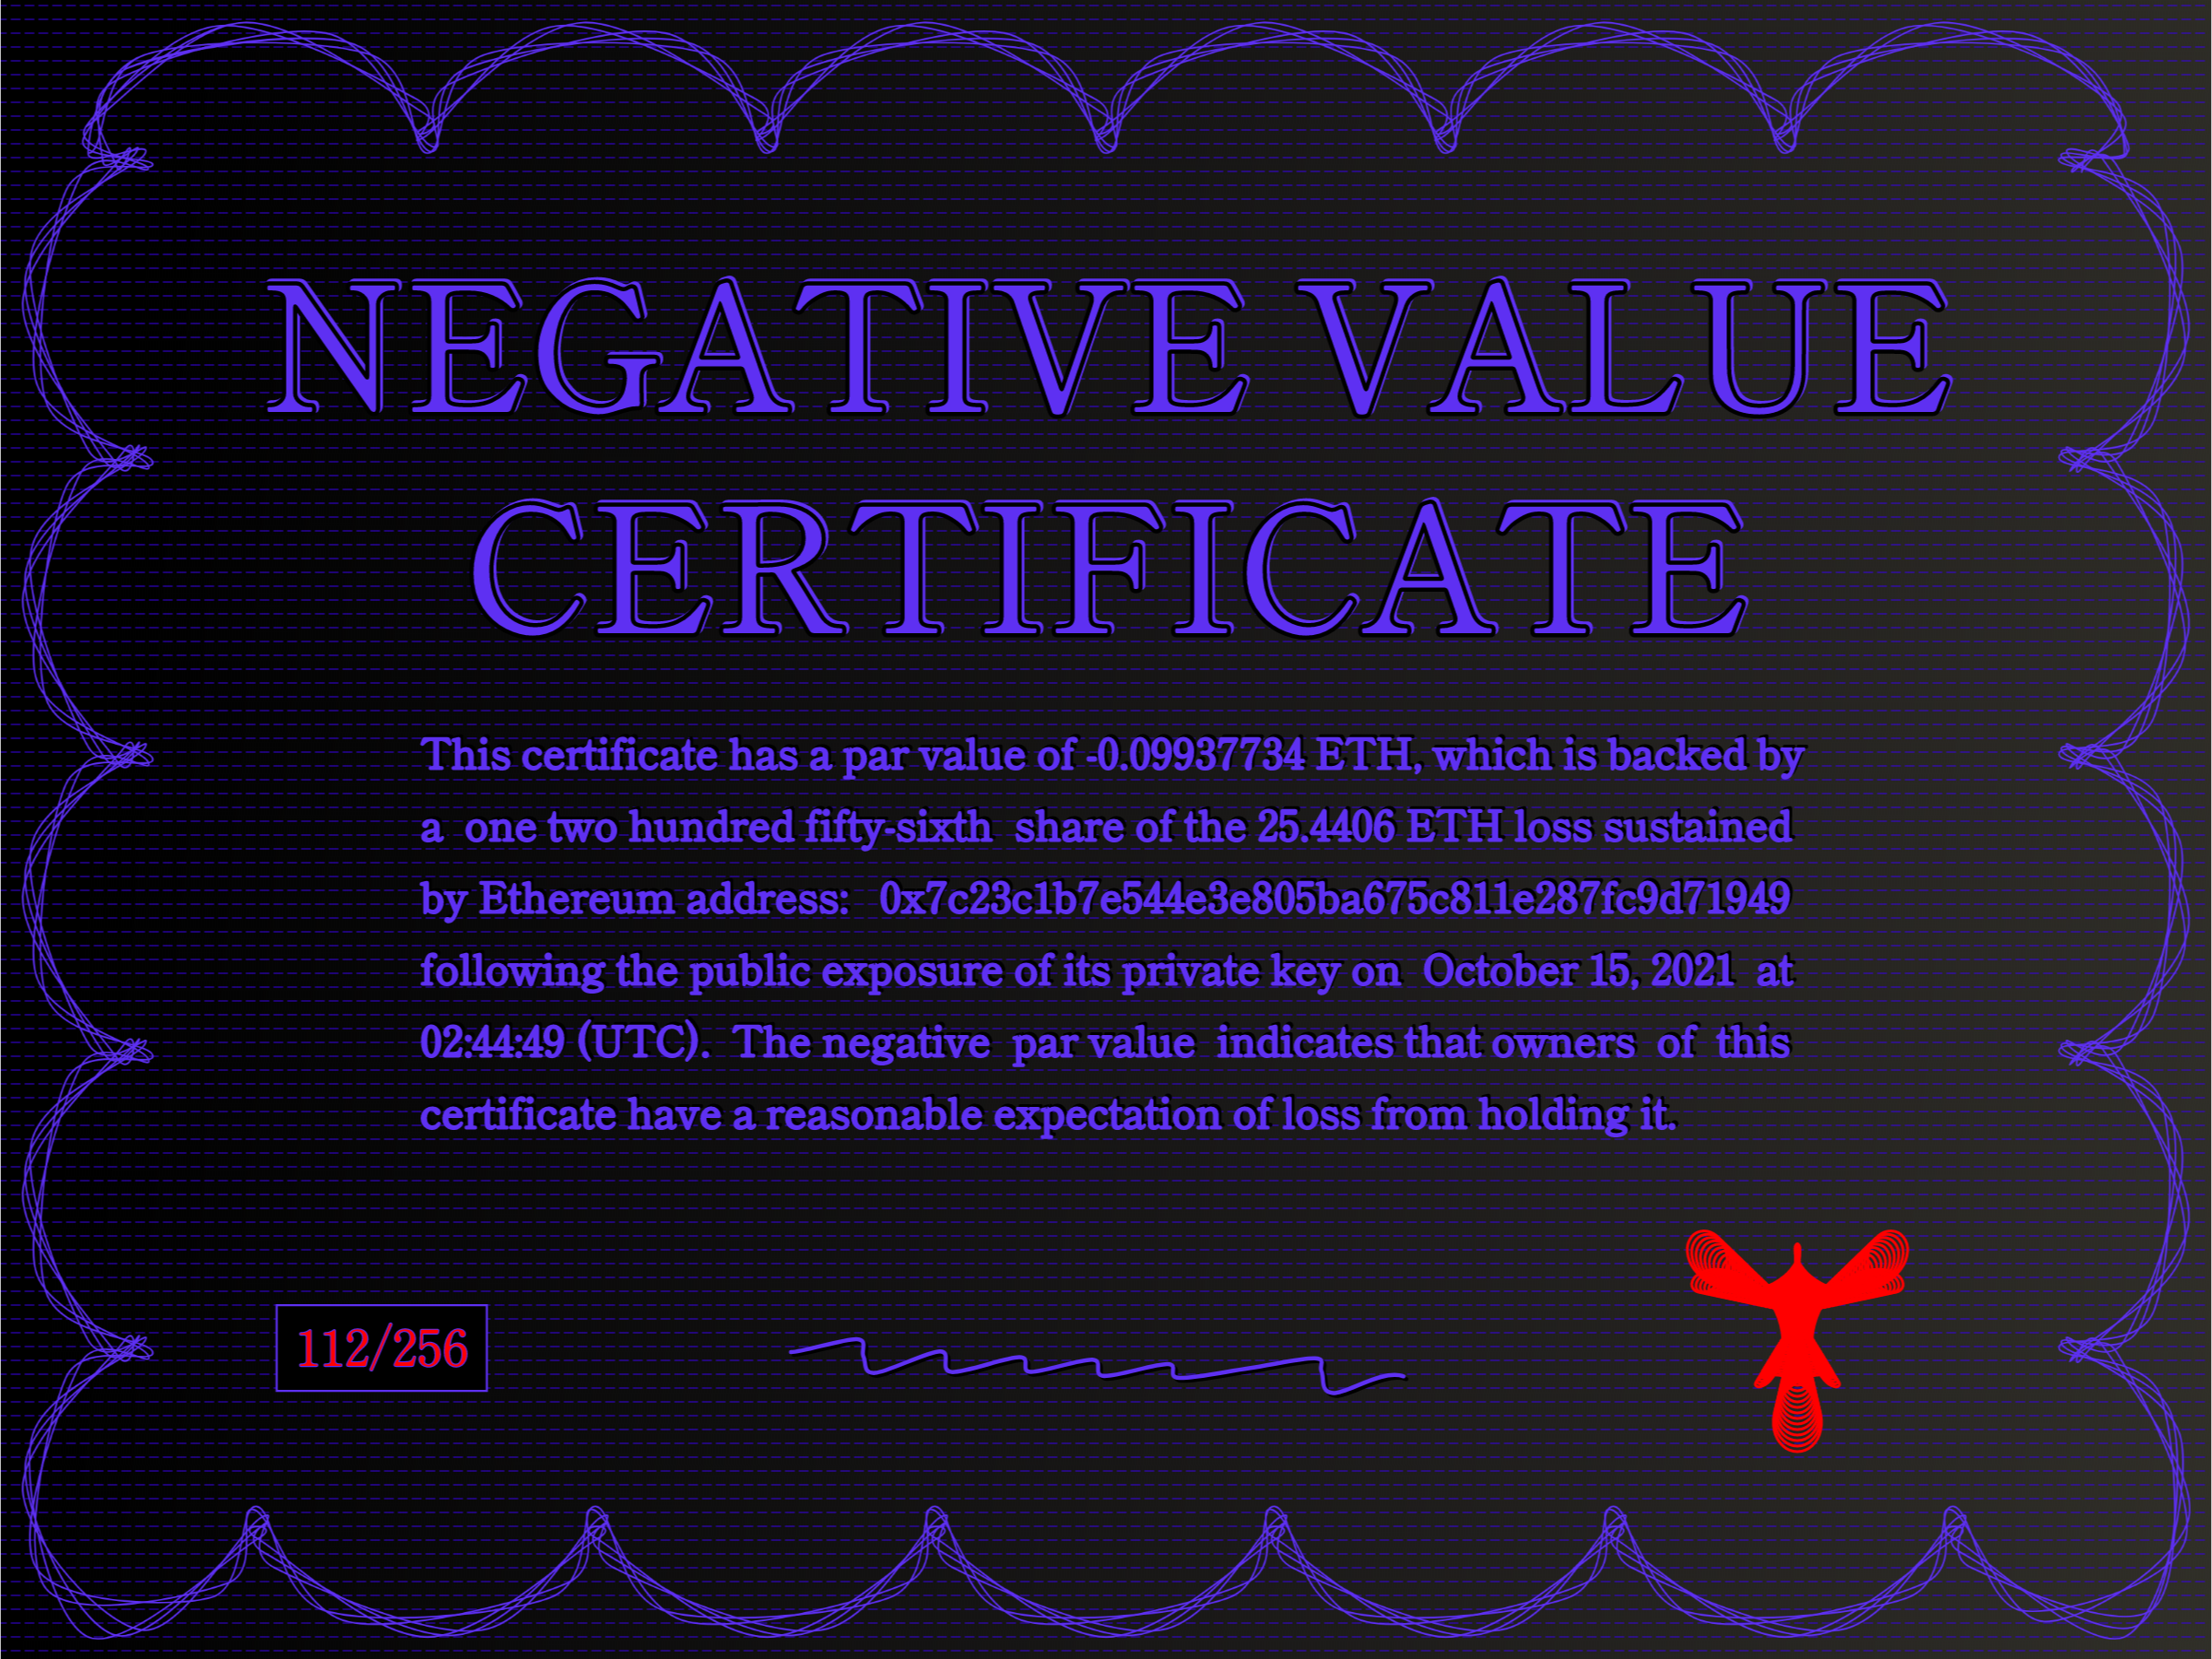 NEGATIVE VALUE
CERTIFICATE
This certificate has a par value of -0.09937734 ETH, which is backed by
a one two hundred fifty-sixth share of the 25.4406 ETH loss sustained
by Ethereum address: 0x7c23c1b7e544e3e805ba675c811e287fc9d71949
following the public exposure of its private key on October 15, 2021 at
02:44:49 (UTC). The negative par value indicates that owners of this
certificate have a reasonable expectation of loss from holding it.
112/256